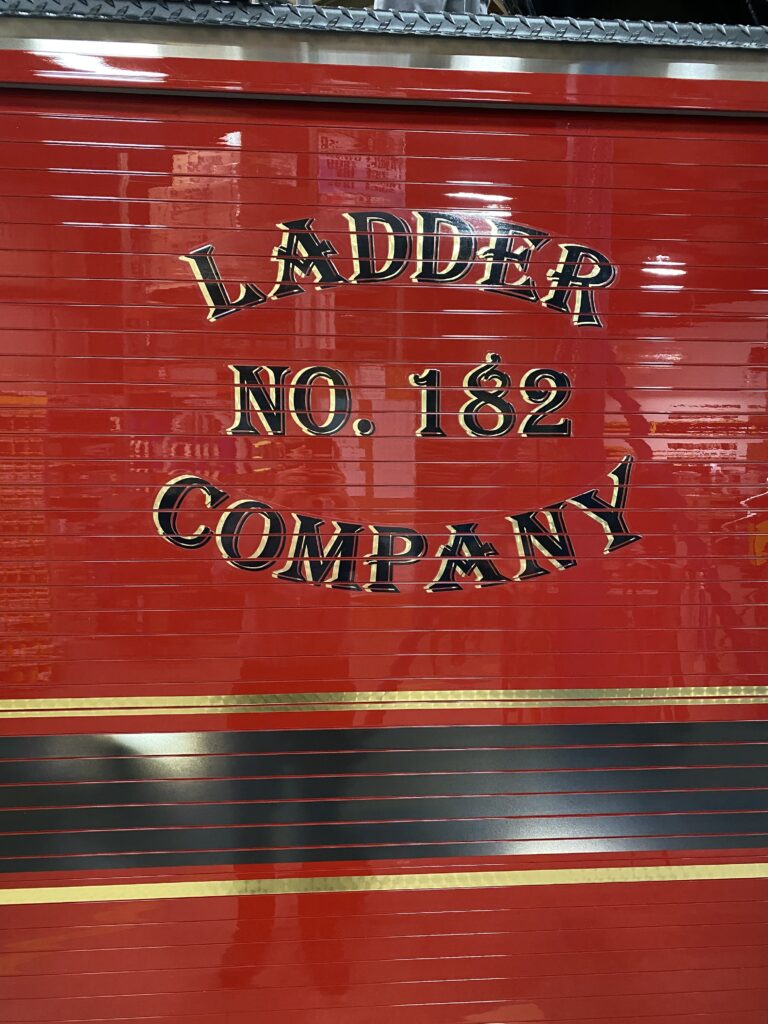 LADDER
NO. 182
COMPANY